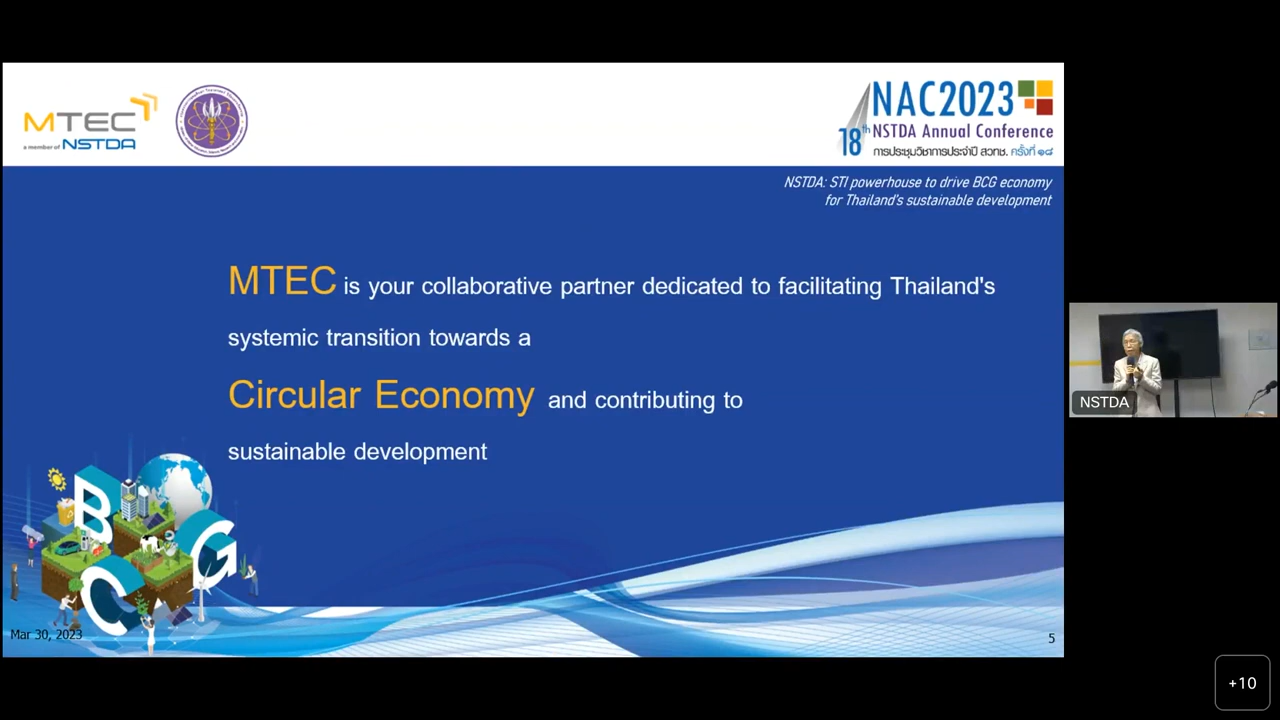 MTEC
a member of NSTDA
NAC2023
18th NSTDA Annual Conference
การประชุมวิชาการประจำปี สวทช. ครั้งที่ ๑๘
NSTDA: STI powerhouse to drive BCG economy
for Thailand's sustainable development
MTEC is your collaborative partner dedicated to facilitating Thailand's
systemic transition towards a
Circular Economy and contributing to
sustainable development
B
G
C
Mar 30, 2023
5
NSTDA
+10